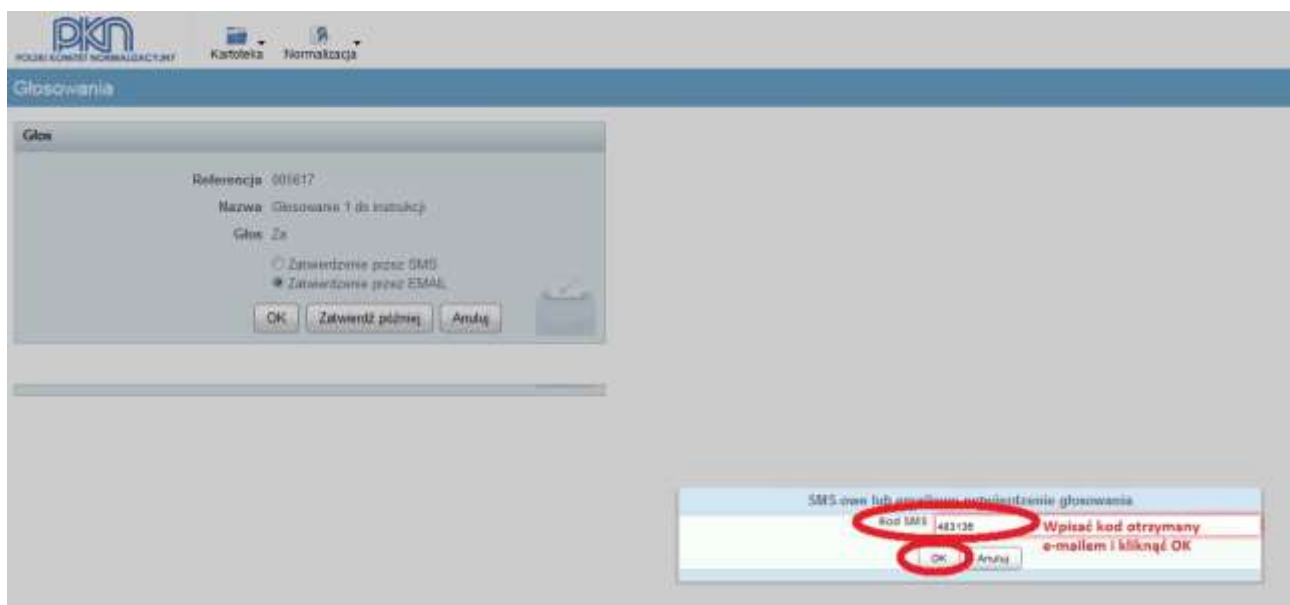 PKN
POLSKI KOMITET NORMALIZACYJNY
Kartoteka Normalizacja
Głosowania
Głos
Referencja 001617
Nazwa Głosowanie 1 do instrukcji
Głos Za
Zatwierdzenie przez SMS
Zatwierdzenie przez EMAIL
OK Zatwierdź później Anuluj
SMS-owe lub emailowe potwierdzenie głosowania
Kod SMS 483138 Wpisać kod otrzymany
e-mailem i kliknąć OK
OK Anuluj